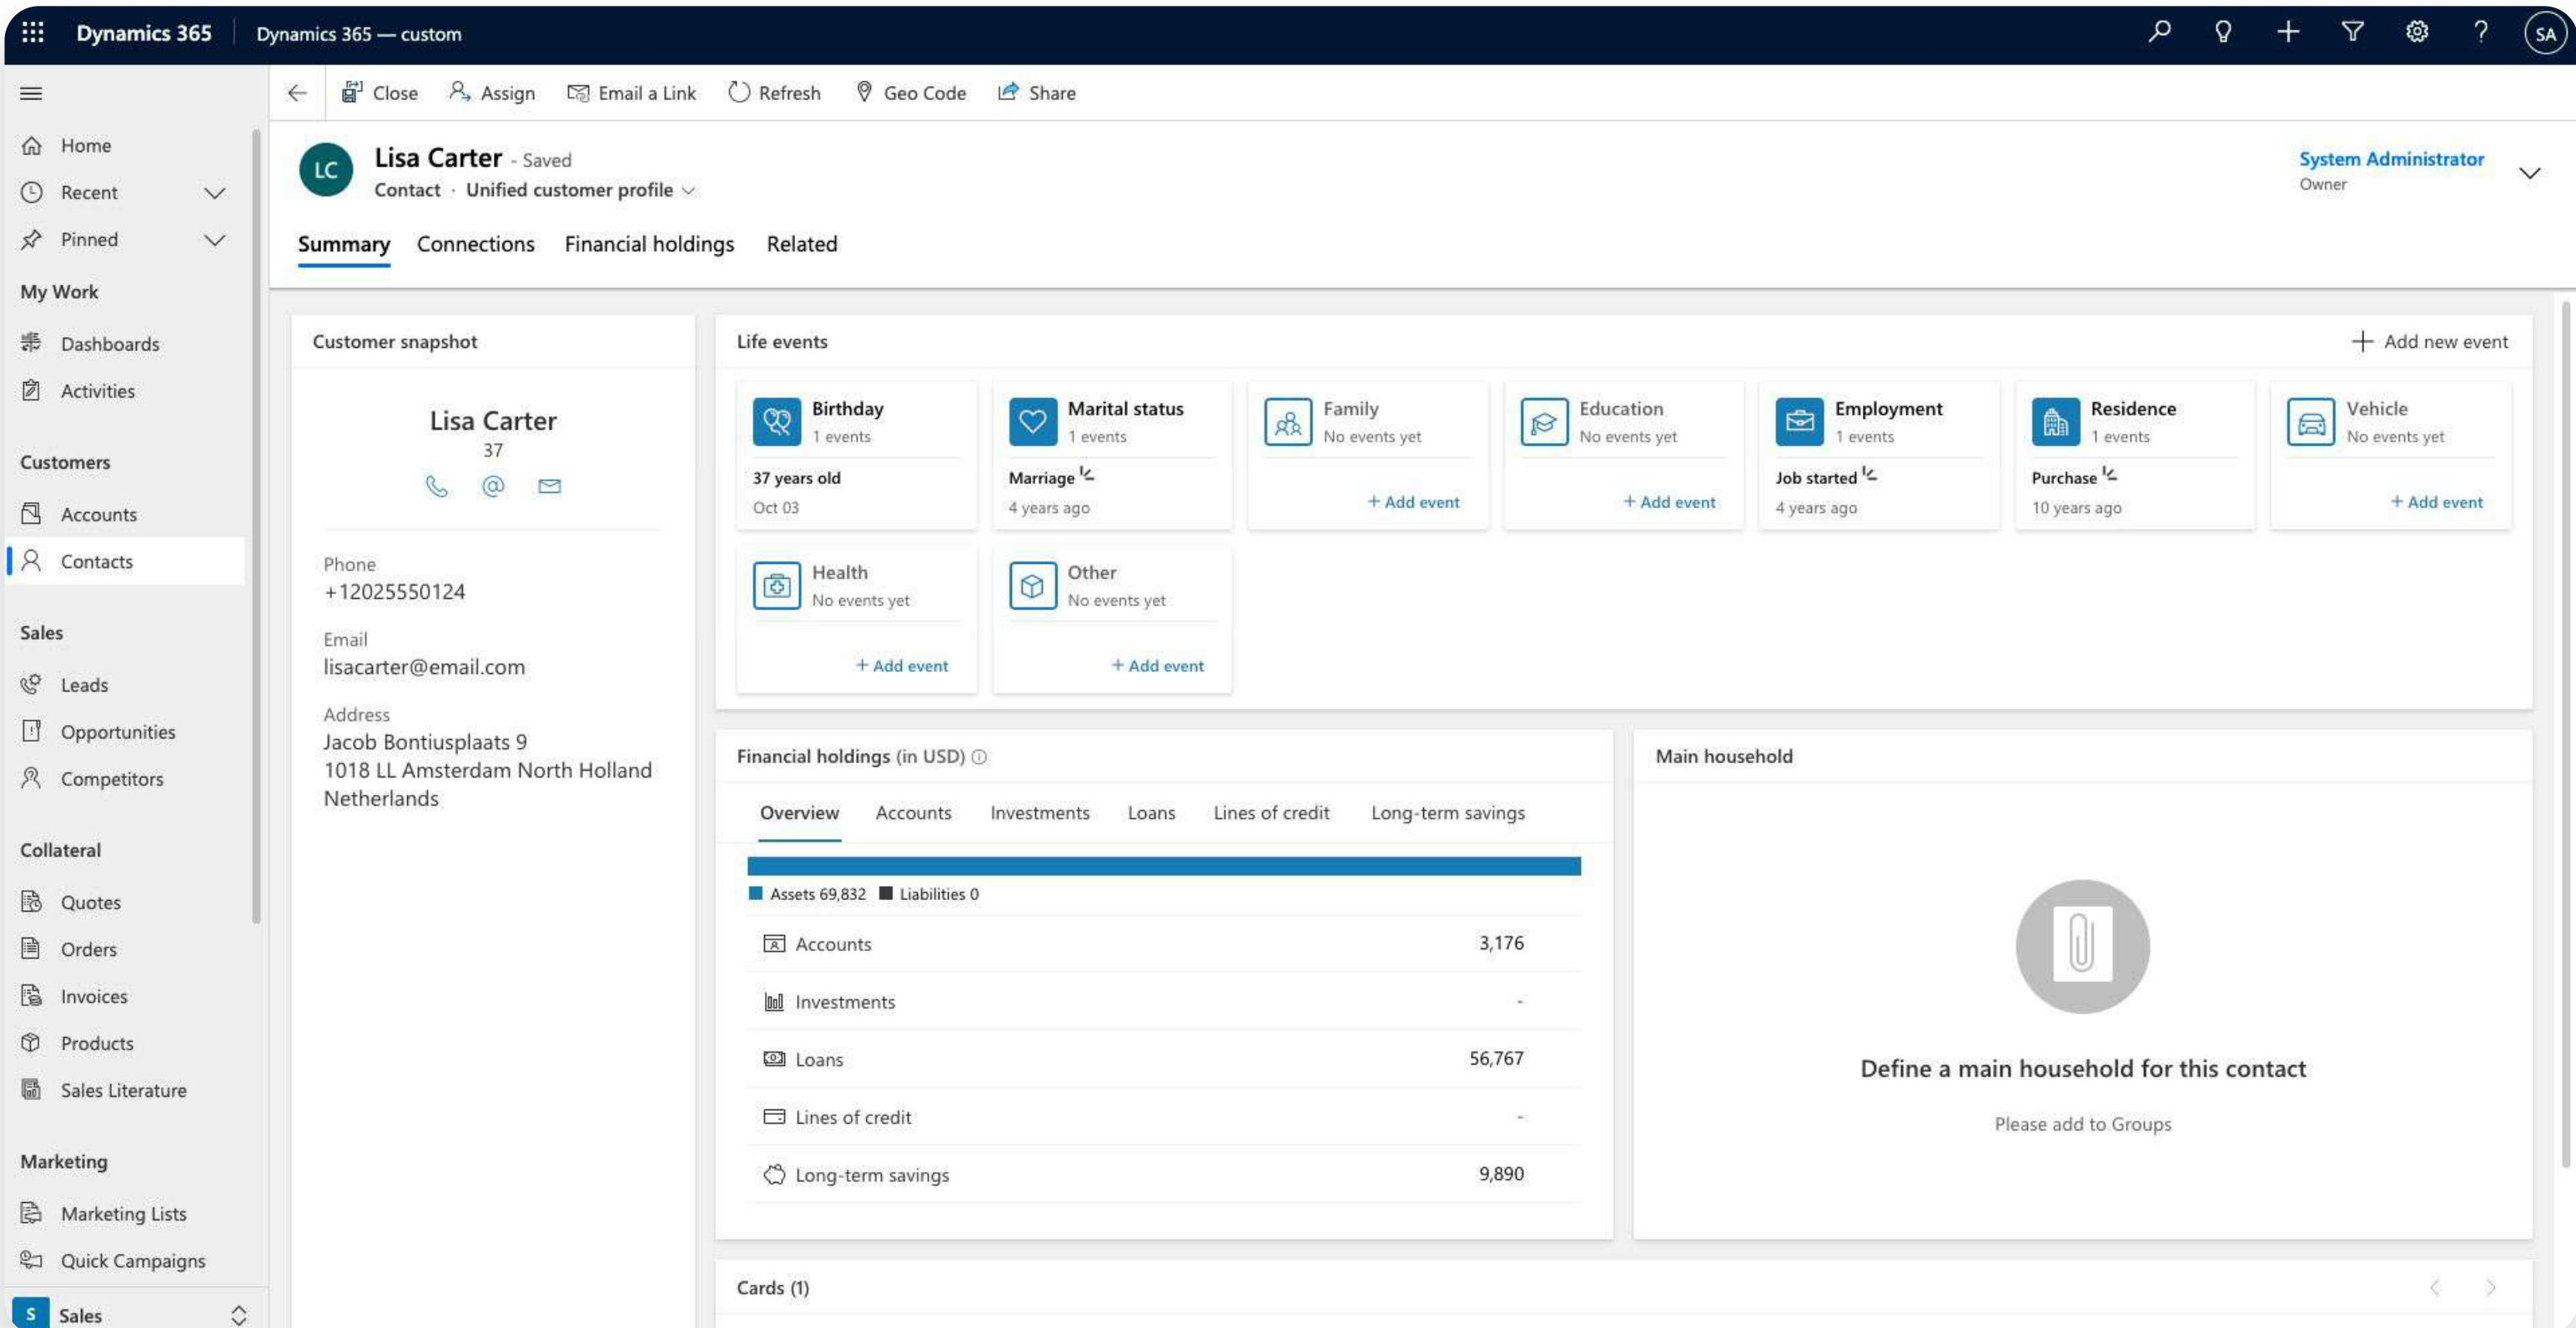 Dynamics 365 Dynamics 365 — custom ? SA
Close Assign Email a Link Refresh Geo Code Share
Home
Recent
Pinned
My Work
Dashboards
Activities
Customers
Accounts
Contacts
Sales
Leads
Opportunities
Competitors
Collateral
Quotes
Orders
Invoices
Products
Sales Literature
Marketing
Marketing Lists
Quick Campaigns
S Sales
LC
Lisa Carter - Saved
Contact · Unified customer profile
System Administrator
Owner
Summary Connections Financial holdings Related
Customer snapshot
Lisa Carter
37
Phone
+12025550124
Email
lisacarter@email.com
Address
Jacob Bontiusplaats 9
1018 LL Amsterdam North Holland
Netherlands
Life events
+ Add new event
Birthday
1 events
37 years old
Oct 03
Marital status
1 events
Marriage
4 years ago
Family
No events yet
+ Add event
Education
No events yet
+ Add event
Employment
1 events
Job started
4 years ago
Residence
1 events
Purchase
10 years ago
Vehicle
No events yet
+ Add event
Health
No events yet
+ Add event
Other
No events yet
+ Add event
Financial holdings (in USD)
Overview Accounts Investments Loans Lines of credit Long-term savings
Assets 69,832 Liabilities 0
Accounts 3,176
Investments -
Loans 56,767
Lines of credit -
Long-term savings 9,890
Main household
Define a main household for this contact
Please add to Groups
Cards (1)